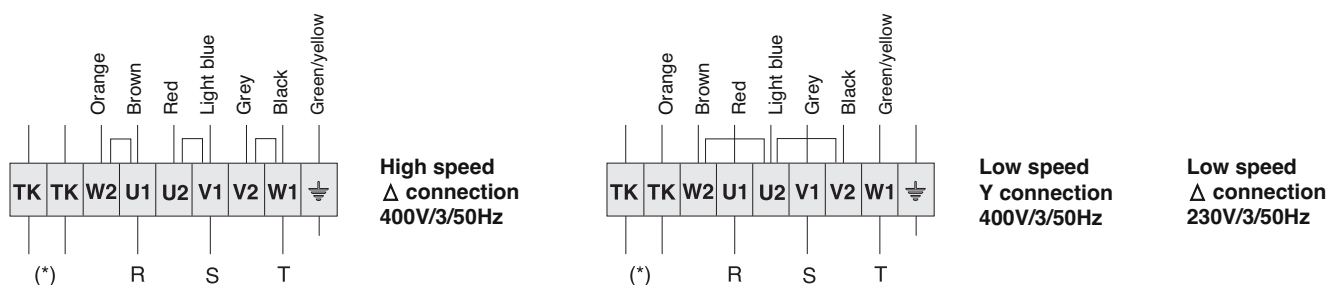 Orange
Brown
Red
Light blue
Grey
Black
Green/yellow
TK TK W2 U1 U2 V1 V2 W1
(*) R S T
High speed
Δ connection
400V/3/50Hz
Orange
Brown
Red
Light blue
Grey
Black
Green/yellow
TK TK W2 U1 U2 V1 V2 W1
(*) R S T
Low speed
Y connection
400V/3/50Hz
Low speed
Δ connection
230V/3/50Hz